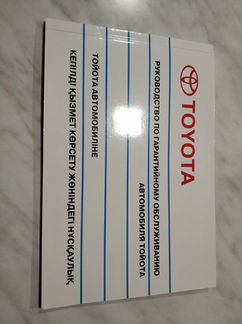 TOYOTA
РУКОВОДСТВО ПО ГАРАНТИЙНОМУ ОБСЛУЖИВАНИЮ
АВТОМОБИЛЯ ТОЙОТА
ТОЙОТА АВТОМОБИЛІНЕ
КЕПІЛДІ ҚЫЗМЕТ КӨРСЕТУ ЖӨНІНДЕГІ НҰСҚАУЛЫҚ